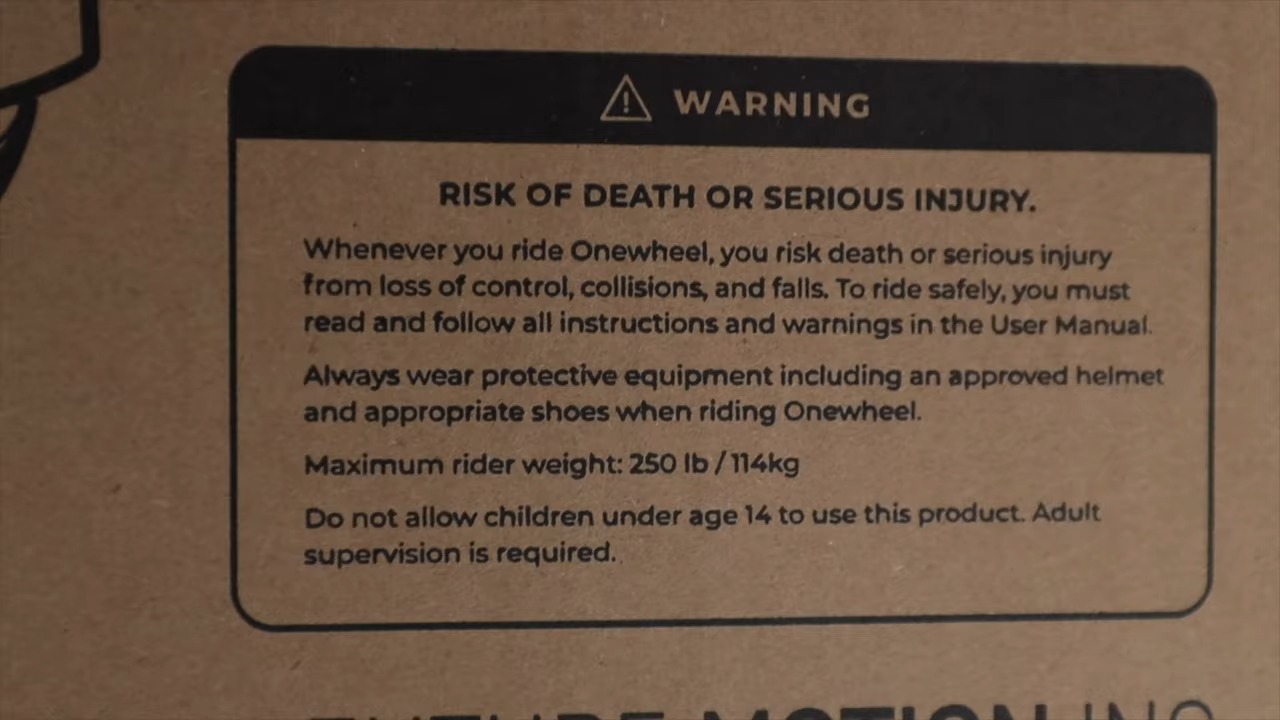 WARNING
RISK OF DEATH OR SERIOUS INJURY.
Whenever you ride Onewheel, you risk death or serious injury
from loss of control, collisions, and falls. To ride safely, you must
read and follow all instructions and warnings in the User Manual.
Always wear protective equipment including an approved helmet
and appropriate shoes when riding Onewheel.
Maximum rider weight: 250 lb / 114kg
Do not allow children under age 14 to use this product. Adult
supervision is required.
FUTURE MOTION INC